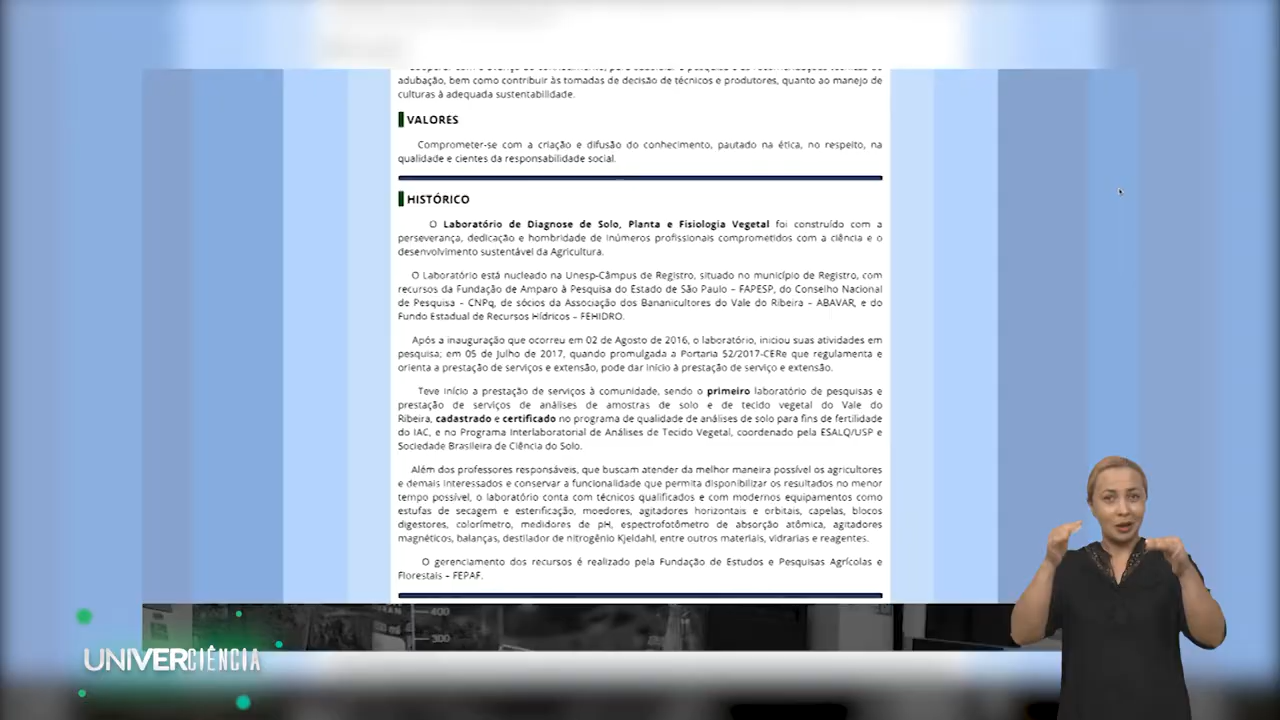 adubação, bem como contribuir às tomadas de decisão de técnicos e produtores, quanto ao manejo de
culturas à adequada sustentabilidade.
VALORES
Comprometer-se com a criação e difusão do conhecimento, pautado na ética, no respeito, na
qualidade e cientes da responsabilidade social.
HISTÓRICO
O Laboratório de Diagnose de Solo, Planta e Fisiologia Vegetal foi construído com a
perseverança, dedicação e hombridade de inúmeros profissionais comprometidos com a ciência e o
desenvolvimento sustentável da Agricultura.
O Laboratório está nucleado na Unesp-Câmpus de Registro, situado no município de Registro, com
recursos da Fundação de Amparo à Pesquisa do Estado de São Paulo – FAPESP, do Conselho Nacional
de Pesquisa – CNPq, de sócios da Associação dos Bananicultores do Vale do Ribeira – ABAVAR, e do
Fundo Estadual de Recursos Hídricos – FEHIDRO.
Após a inauguração que ocorreu em 02 de Agosto de 2016, o laboratório, iniciou suas atividades em
pesquisa; em 05 de Julho de 2017, quando promulgada a Portaria 52/2017-CERe que regulamenta e
orienta a prestação de serviços e extensão, pode dar início à prestação de serviço e extensão.
Teve início a prestação de serviços à comunidade, sendo o primeiro laboratório de pesquisas e
prestação de serviços de análises de amostras de solo e de tecido vegetal do Vale do
Ribeira, cadastrado e certificado no programa de qualidade de análises de solo para fins de fertilidade
do IAC, e no Programa Interlaboratorial de Análises de Tecido Vegetal, coordenado pela ESALQ/USP e
Sociedade Brasileira de Ciência do Solo.
Além dos professores responsáveis, que buscam atender da melhor maneira possível os agricultores
e demais interessados e conservar a funcionalidade que permita disponibilizar os resultados no menor
tempo possível, o laboratório conta com técnicos qualificados e com modernos equipamentos como
estufas de secagem e esterificação, moedores, agitadores horizontais e orbitais, capelas, blocos
digestores, colorímetro, medidores de pH, espectrofotômetro de absorção atômica, agitadores
magnéticos, balanças, destilador de nitrogênio Kjeldahl, entre outros materiais, vidrarias e reagentes.
O gerenciamento dos recursos é realizado pela Fundação de Estudos e Pesquisas Agrícolas e
Florestais – FEPAF.
400
300
UNIVERCIÊNCIA